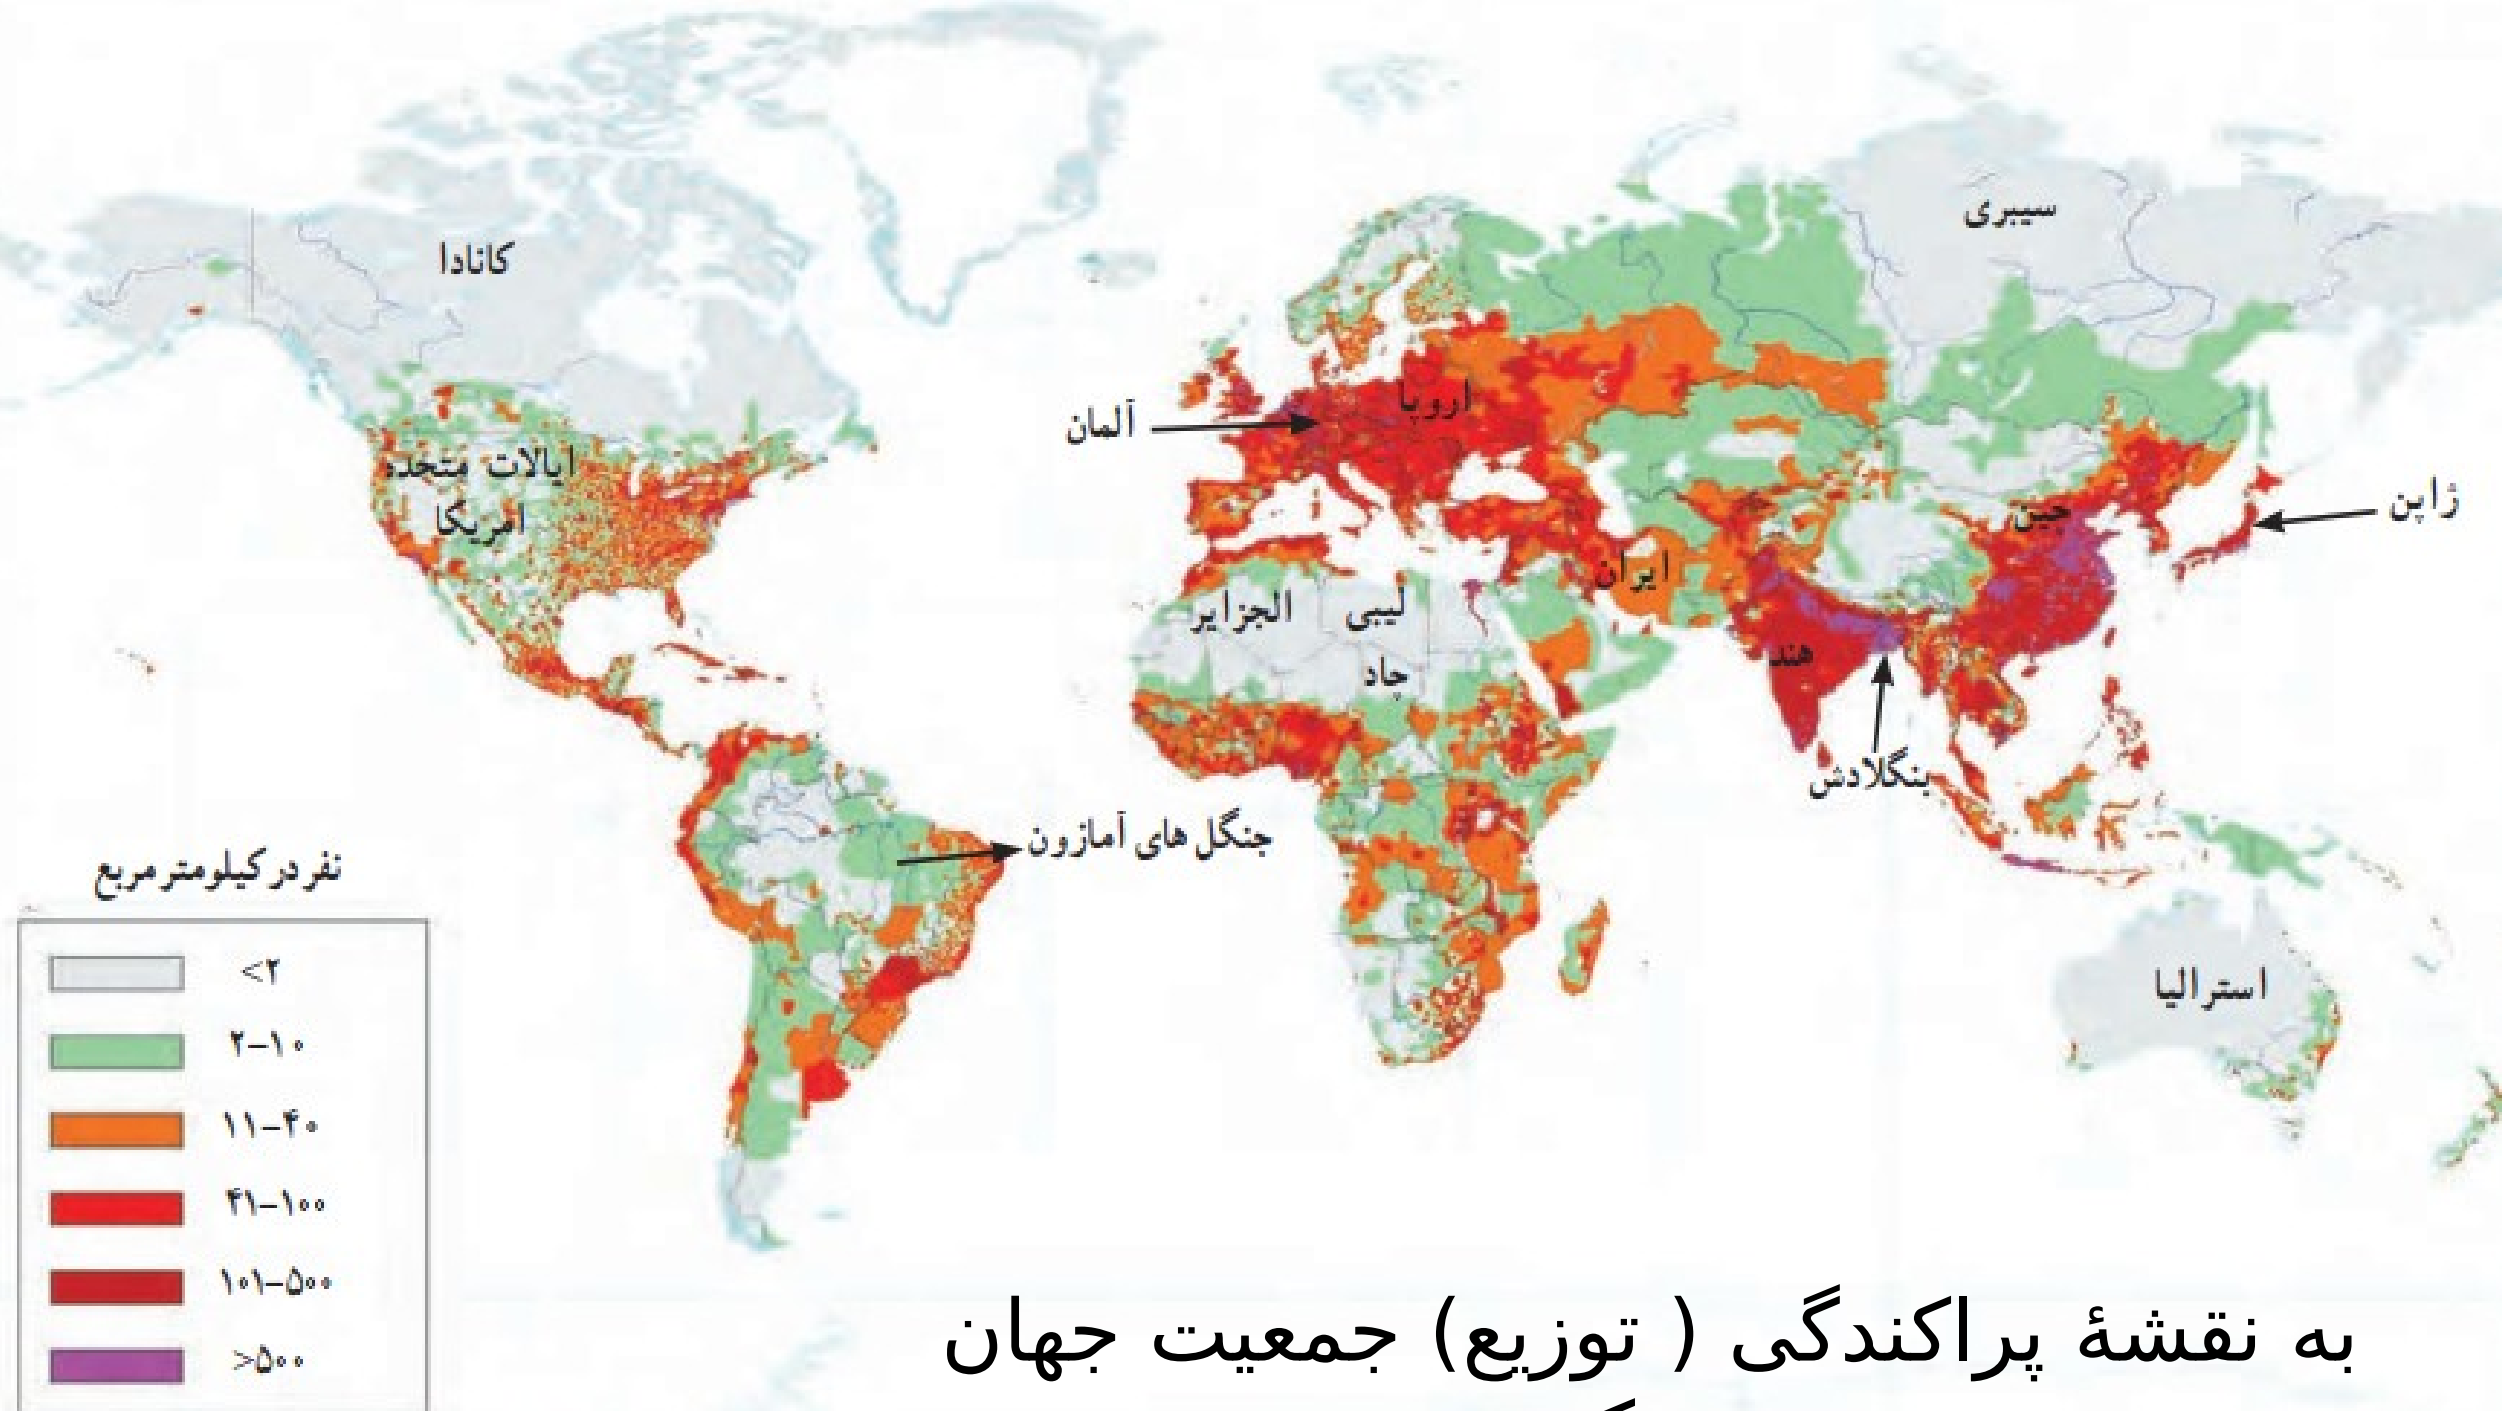 سیبری
کانادا
اروپا
آلمان
ایالات متحده
امریکا
ژاپن
چین
ایران
الجزایر
لیبی
چاد
هند
بنگلادش
جنگل های آمازون
استرالیا
نفر در کیلومتر مربع
<۲
۲–۱۰
۱۱–۴۰
۴۱–۱۰۰
۱۰۱–۵۰۰
>۵۰۰
به نقشۀ پراکندگی ( توزیع) جمعیت جهان